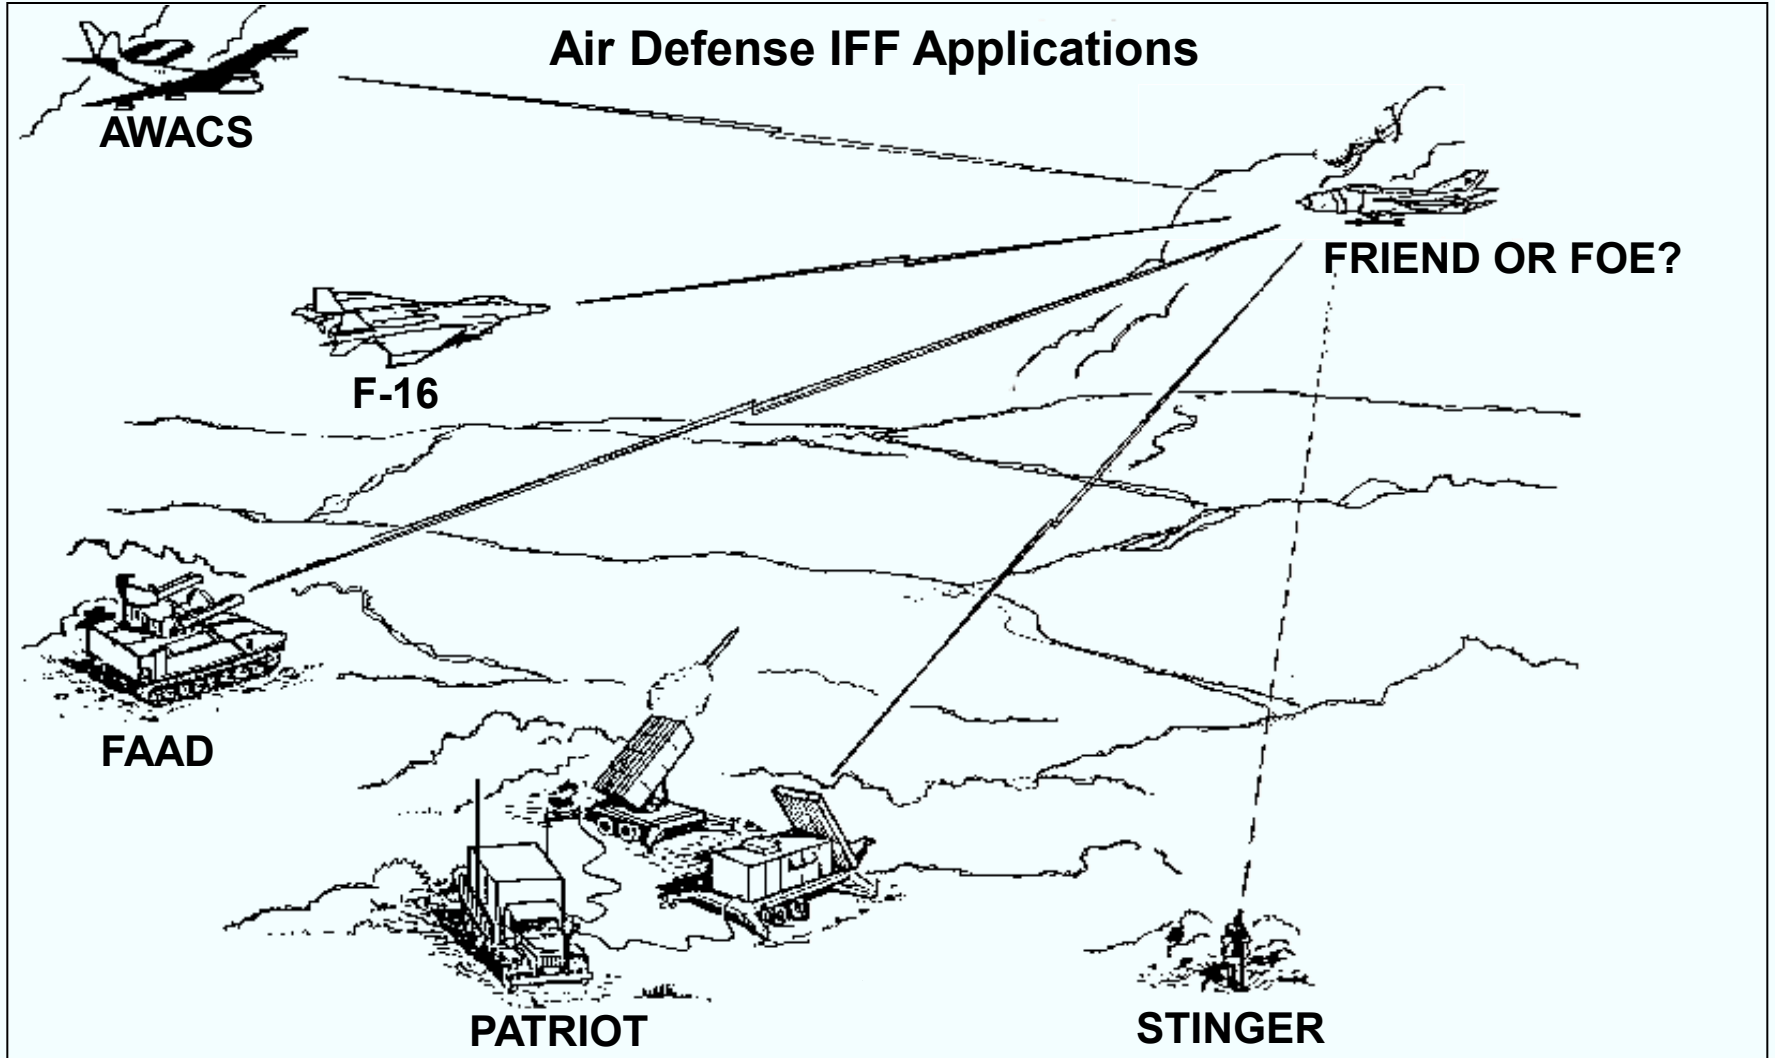 Air Defense IFF Applications
AWACS
FRIEND OR FOE?
F-16
FAAD
PATRIOT
STINGER